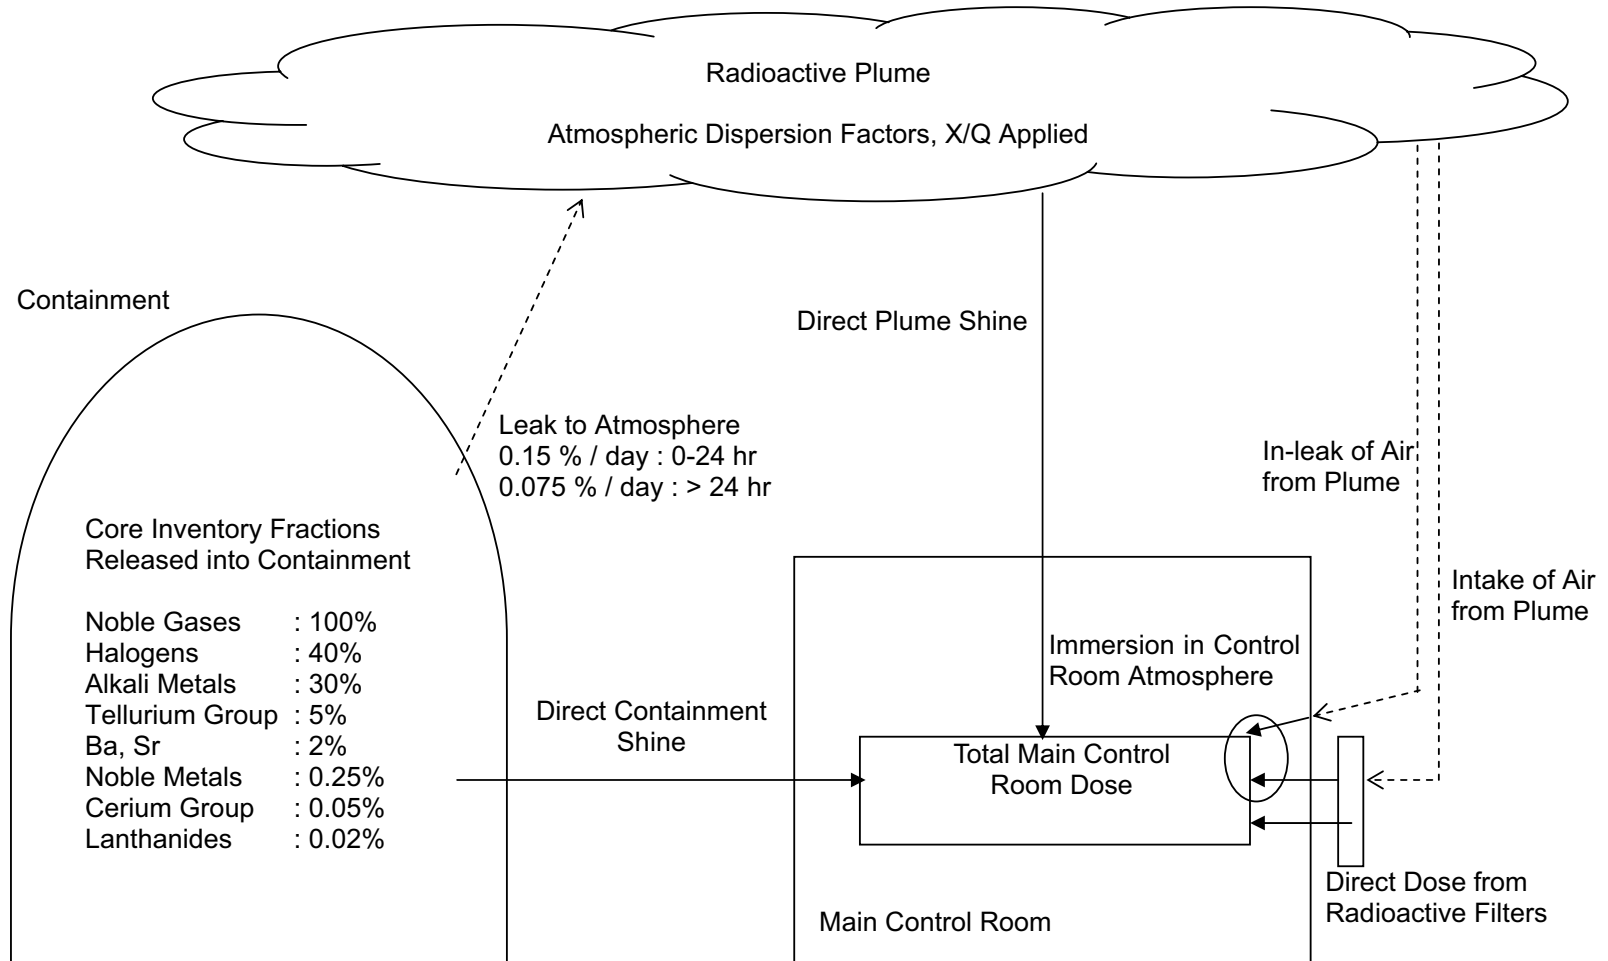 Radioactive Plume
Atmospheric Dispersion Factors, X/Q Applied
Containment
Direct Plume Shine
Leak to Atmosphere
0.15 % / day : 0-24 hr
0.075 % / day : > 24 hr
In-leak of Air
from Plume
Core Inventory Fractions
Released into Containment
Intake of Air
from Plume
Noble Gases : 100%
Halogens : 40%
Alkali Metals : 30%
Tellurium Group : 5%
Ba, Sr : 2%
Noble Metals : 0.25%
Cerium Group : 0.05%
Lanthanides : 0.02%
Immersion in Control
Room Atmosphere
Direct Containment
Shine
Total Main Control
Room Dose
Direct Dose from
Radioactive Filters
Main Control Room